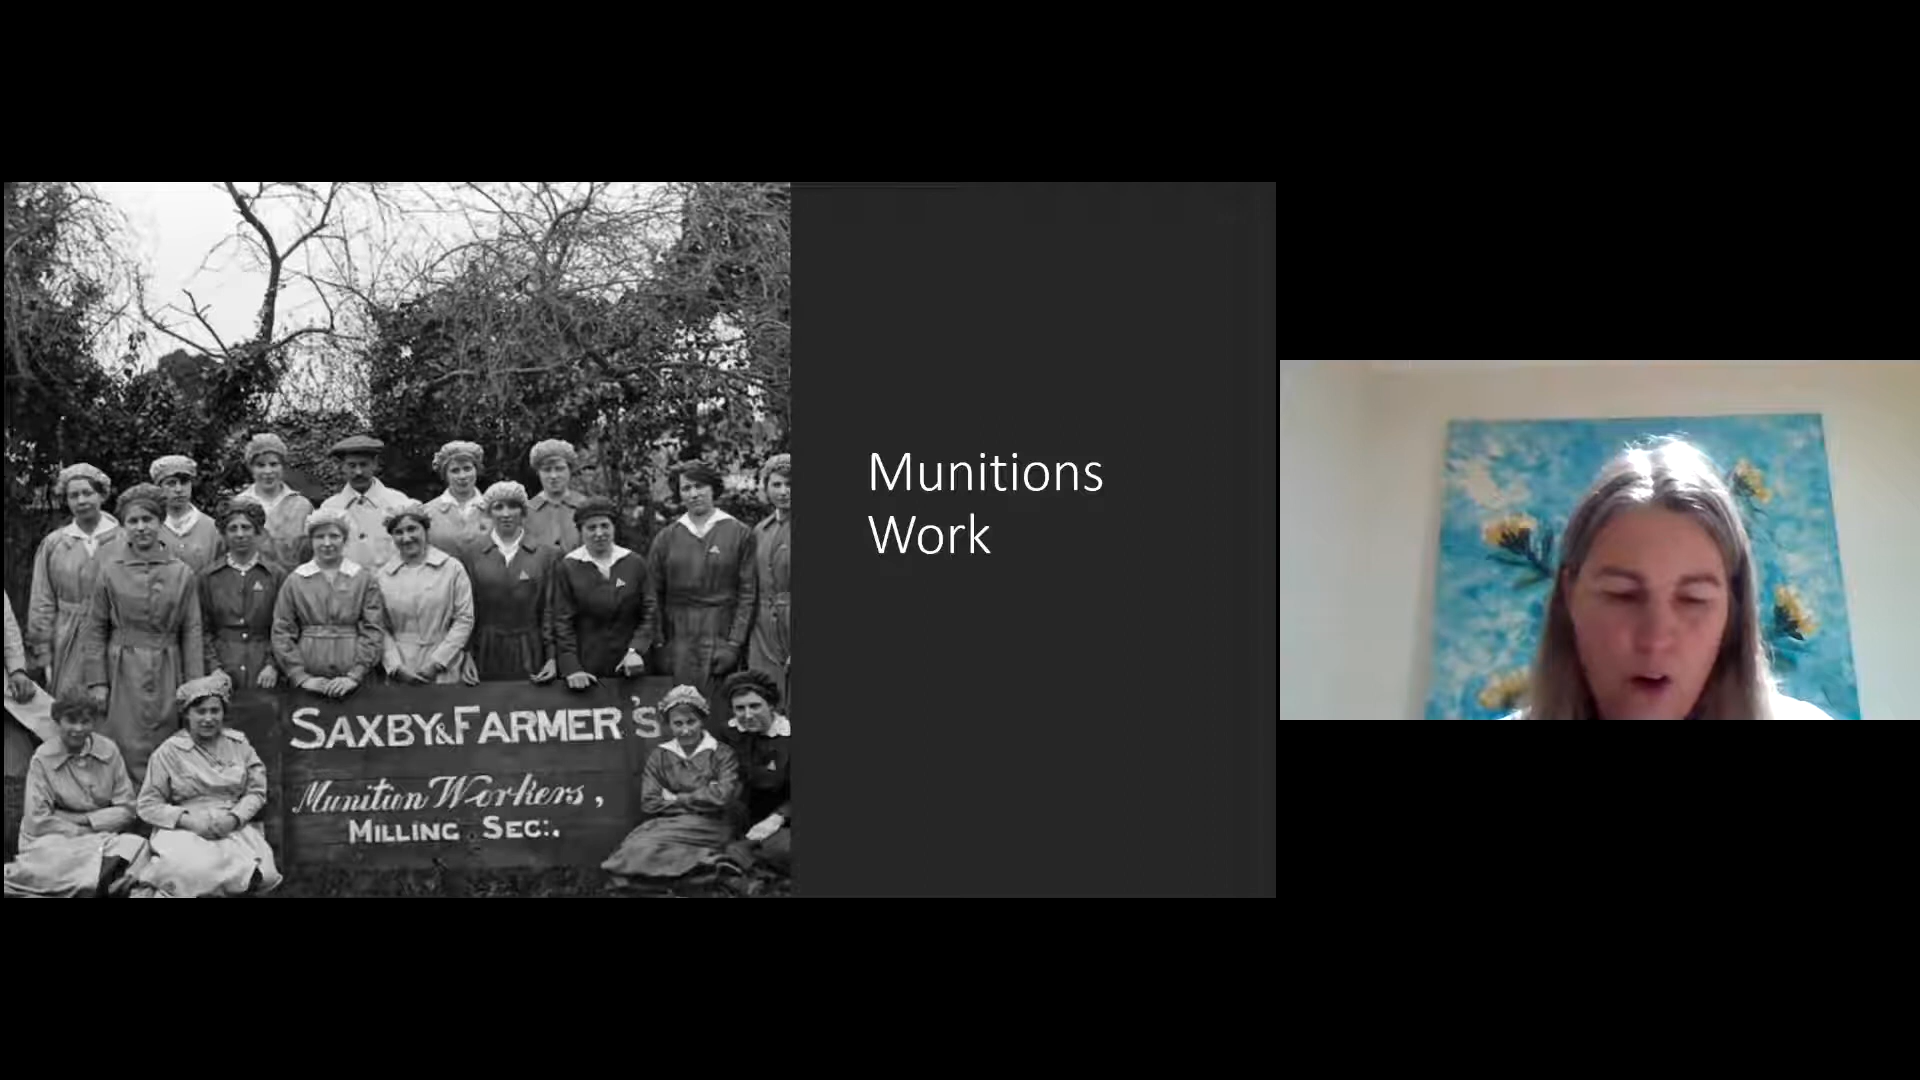 SAXBY & FARMER'S
Munition Workers,
MILLING SEC:.
Munitions
Work